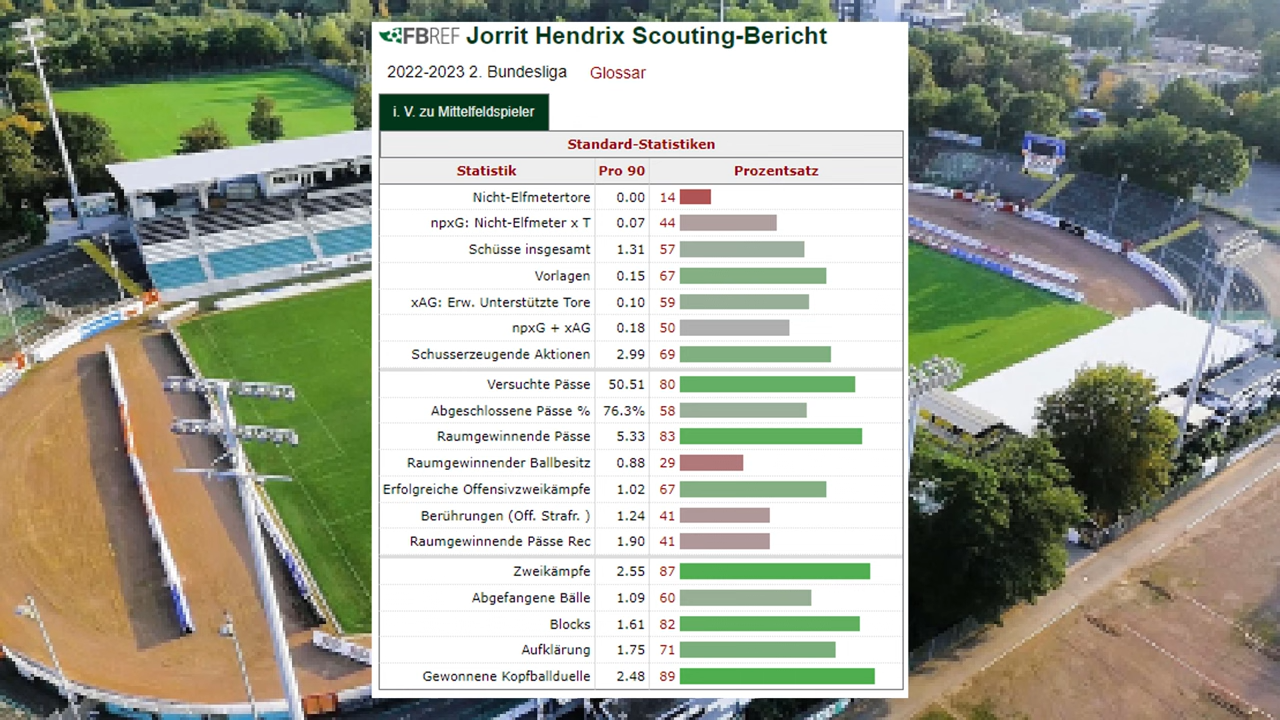 FBREF Jorrit Hendrix Scouting-Bericht
2022-2023 2. Bundesliga Glossar
i. V. zu Mittelfeldspieler
Standard-Statistiken
Statistik Pro 90 Prozentsatz
Nicht-Elfmetertore 0.00 14
npxG: Nicht-Elfmeter x T 0.07 44
Schüsse insgesamt 1.31 57
Vorlagen 0.15 67
xAG: Erw. Unterstützte Tore 0.10 59
npxG + xAG 0.18 50
Schusserzeugende Aktionen 2.99 69
Versuchte Pässe 50.51 80
Abgeschlossene Pässe % 76.3% 58
Raumgewinnende Pässe 5.33 83
Raumgewinnender Ballbesitz 0.88 29
Erfolgreiche Offensivzweikämpfe 1.02 67
Berührungen (Off. Strafr. ) 1.24 41
Raumgewinnende Pässe Rec 1.90 41
Zweikämpfe 2.55 87
Abgefangene Bälle 1.09 60
Blocks 1.61 82
Aufklärung 1.75 71
Gewonnene Kopfballduelle 2.48 89